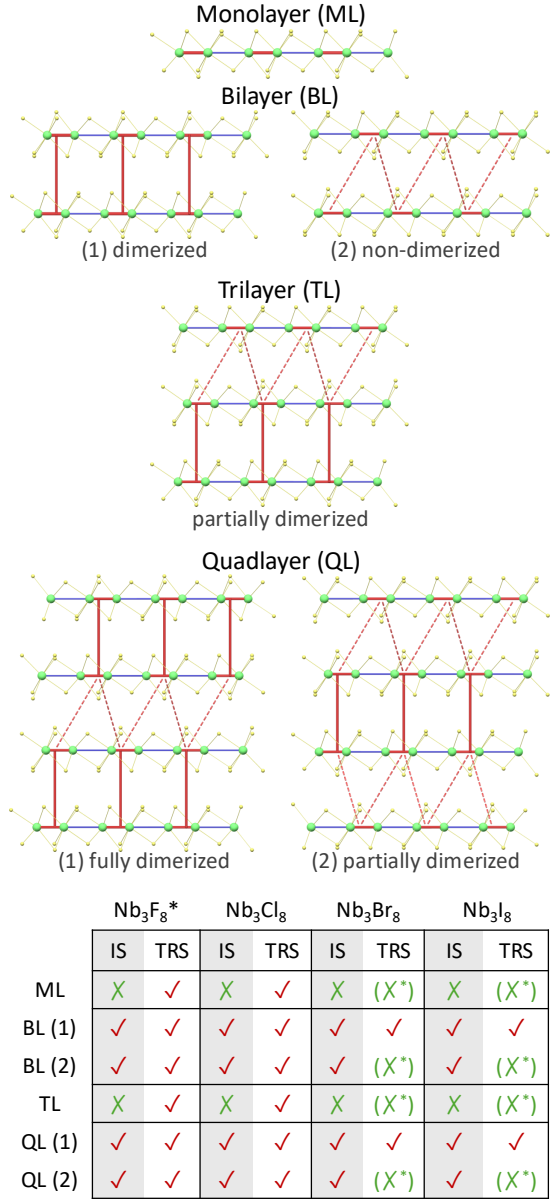 Monolayer (ML)
Bilayer (BL)
(1) dimerized (2) non-dimerized
Trilayer (TL)
partially dimerized
Quadlayer (QL)
(1) fully dimerized (2) partially dimerized
Nb₃F₈* Nb₃Cl₈ Nb₃Br₈ Nb₃I₈
IS TRS IS TRS IS TRS IS TRS
ML ✗ ✓ ✗ ✓ ✗ (✗*) ✗ (✗*)
BL (1) ✓ ✓ ✓ ✓ ✓ ✓ ✓ ✓
BL (2) ✓ ✓ ✓ ✓ ✓ (✗*) ✓ (✗*)
TL ✗ ✓ ✗ ✓ ✗ (✗*) ✗ (✗*)
QL (1) ✓ ✓ ✓ ✓ ✓ ✓ ✓ ✓
QL (2) ✓ ✓ ✓ ✓ ✓ (✗*) ✓ (✗*)